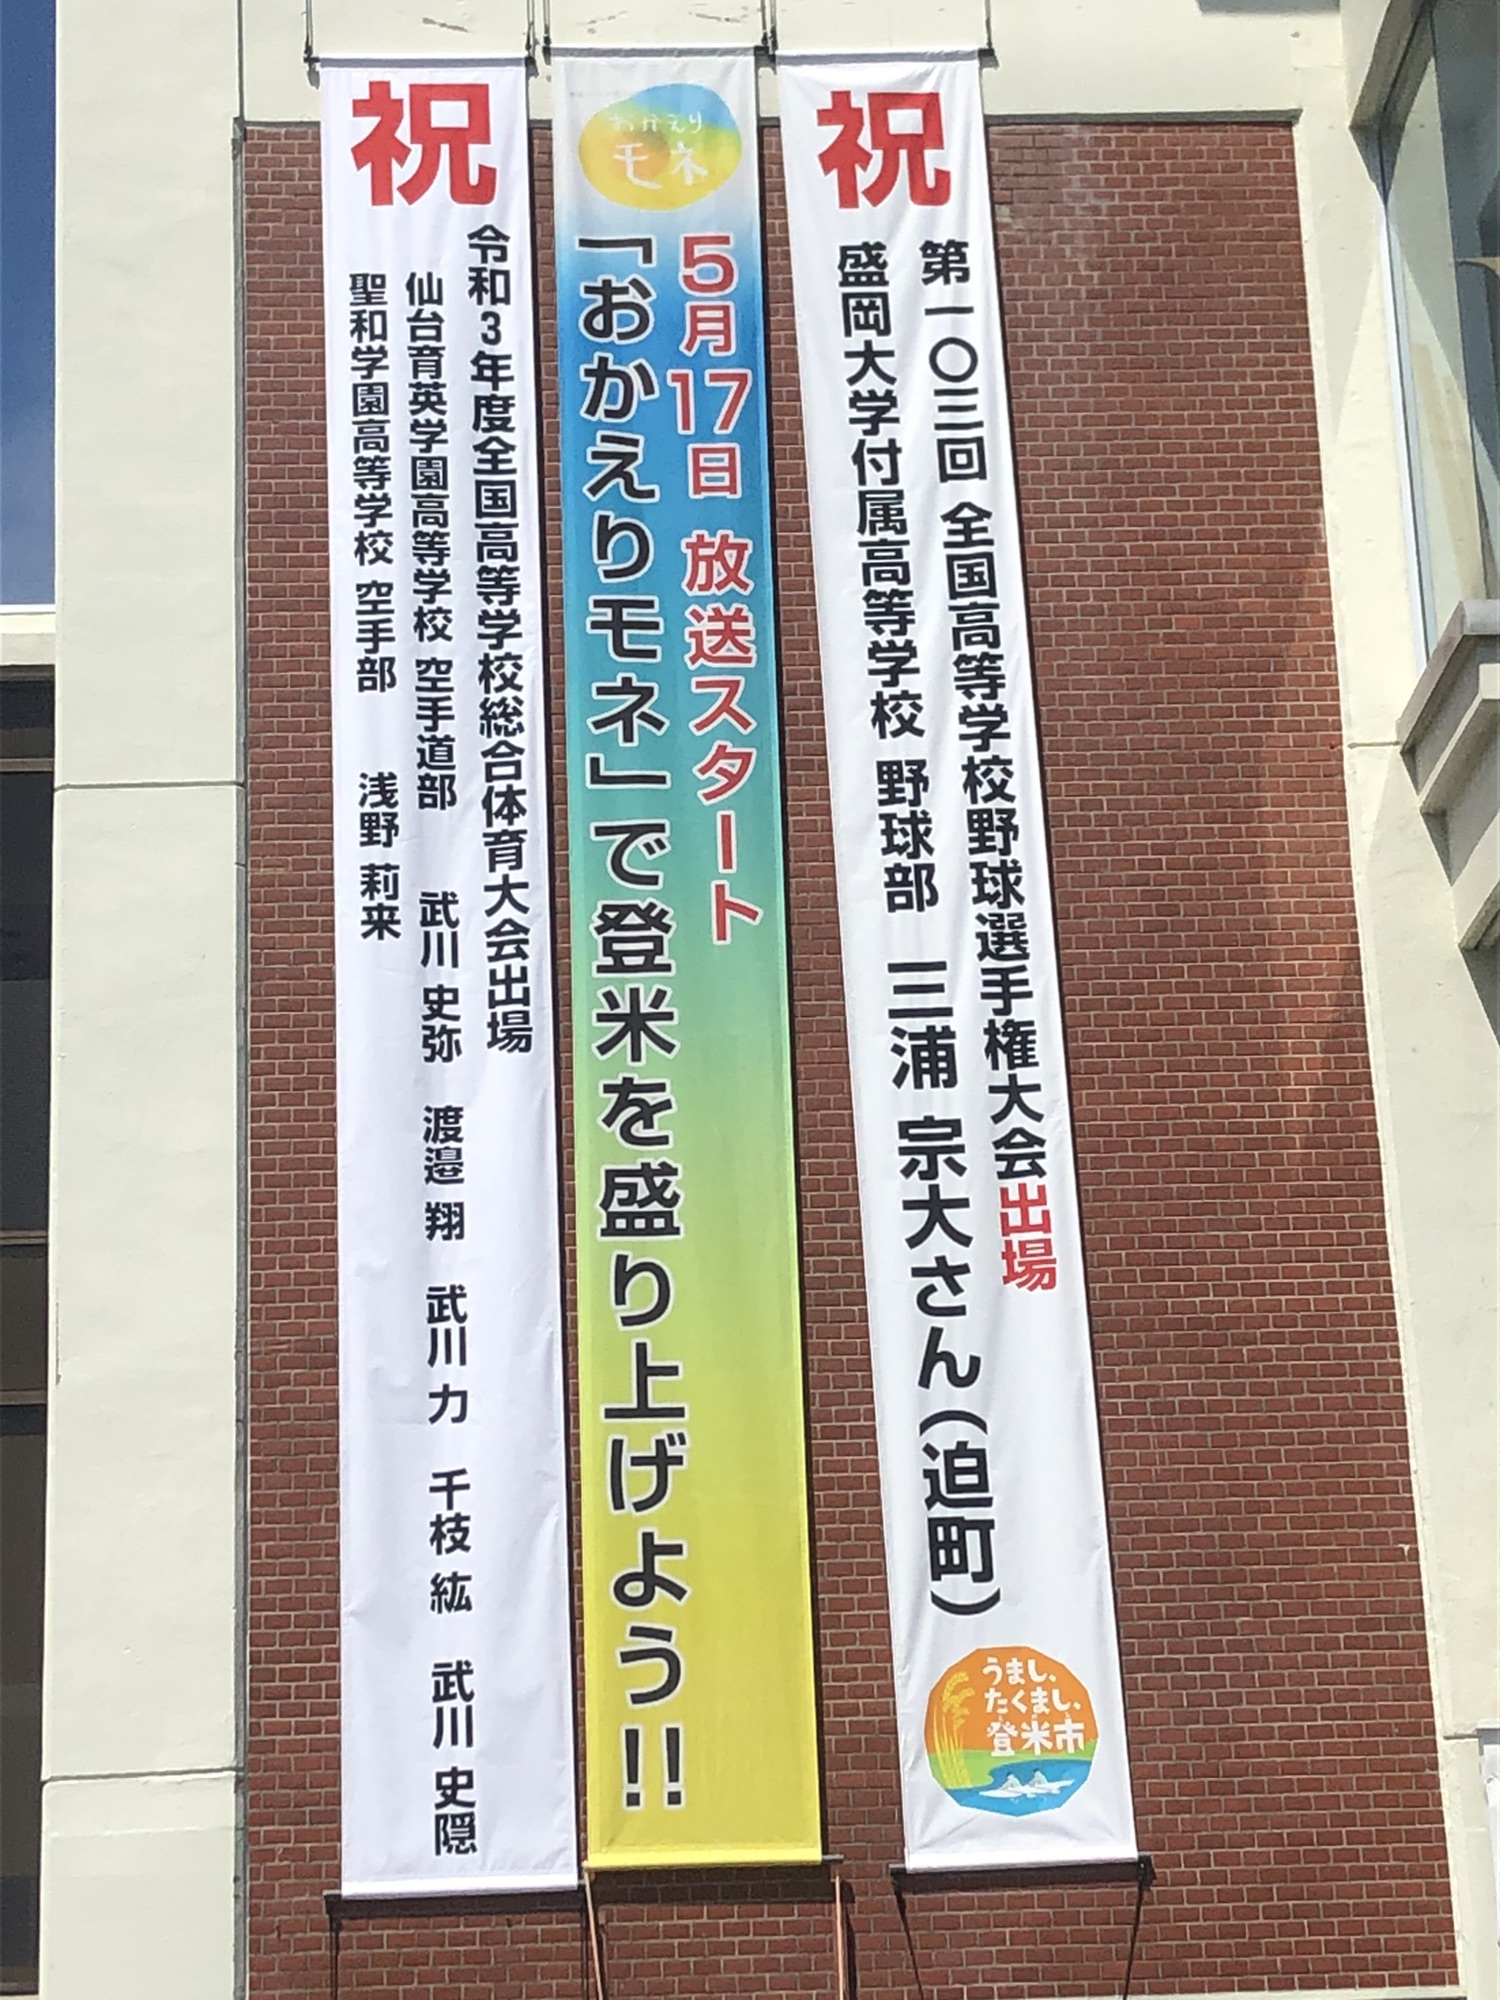 祝
第一〇三回 全国高等学校野球選手権大会出場
盛岡大学付属高等学校 野球部 三浦 宗大さん(迫町)
うまし、
たくまし、
登米市
おかえり
モネ
5月17日 放送スタート
「おかえりモネ」で登米を盛り上げよう!!
祝
令和3年度全国高等学校総合体育大会出場
仙台育英学園高等学校 空手道部 武川 史弥 渡邉 翔 武川 力 千枝 紘 武川 史隠
聖和学園高等学校 空手部 浅野 莉来